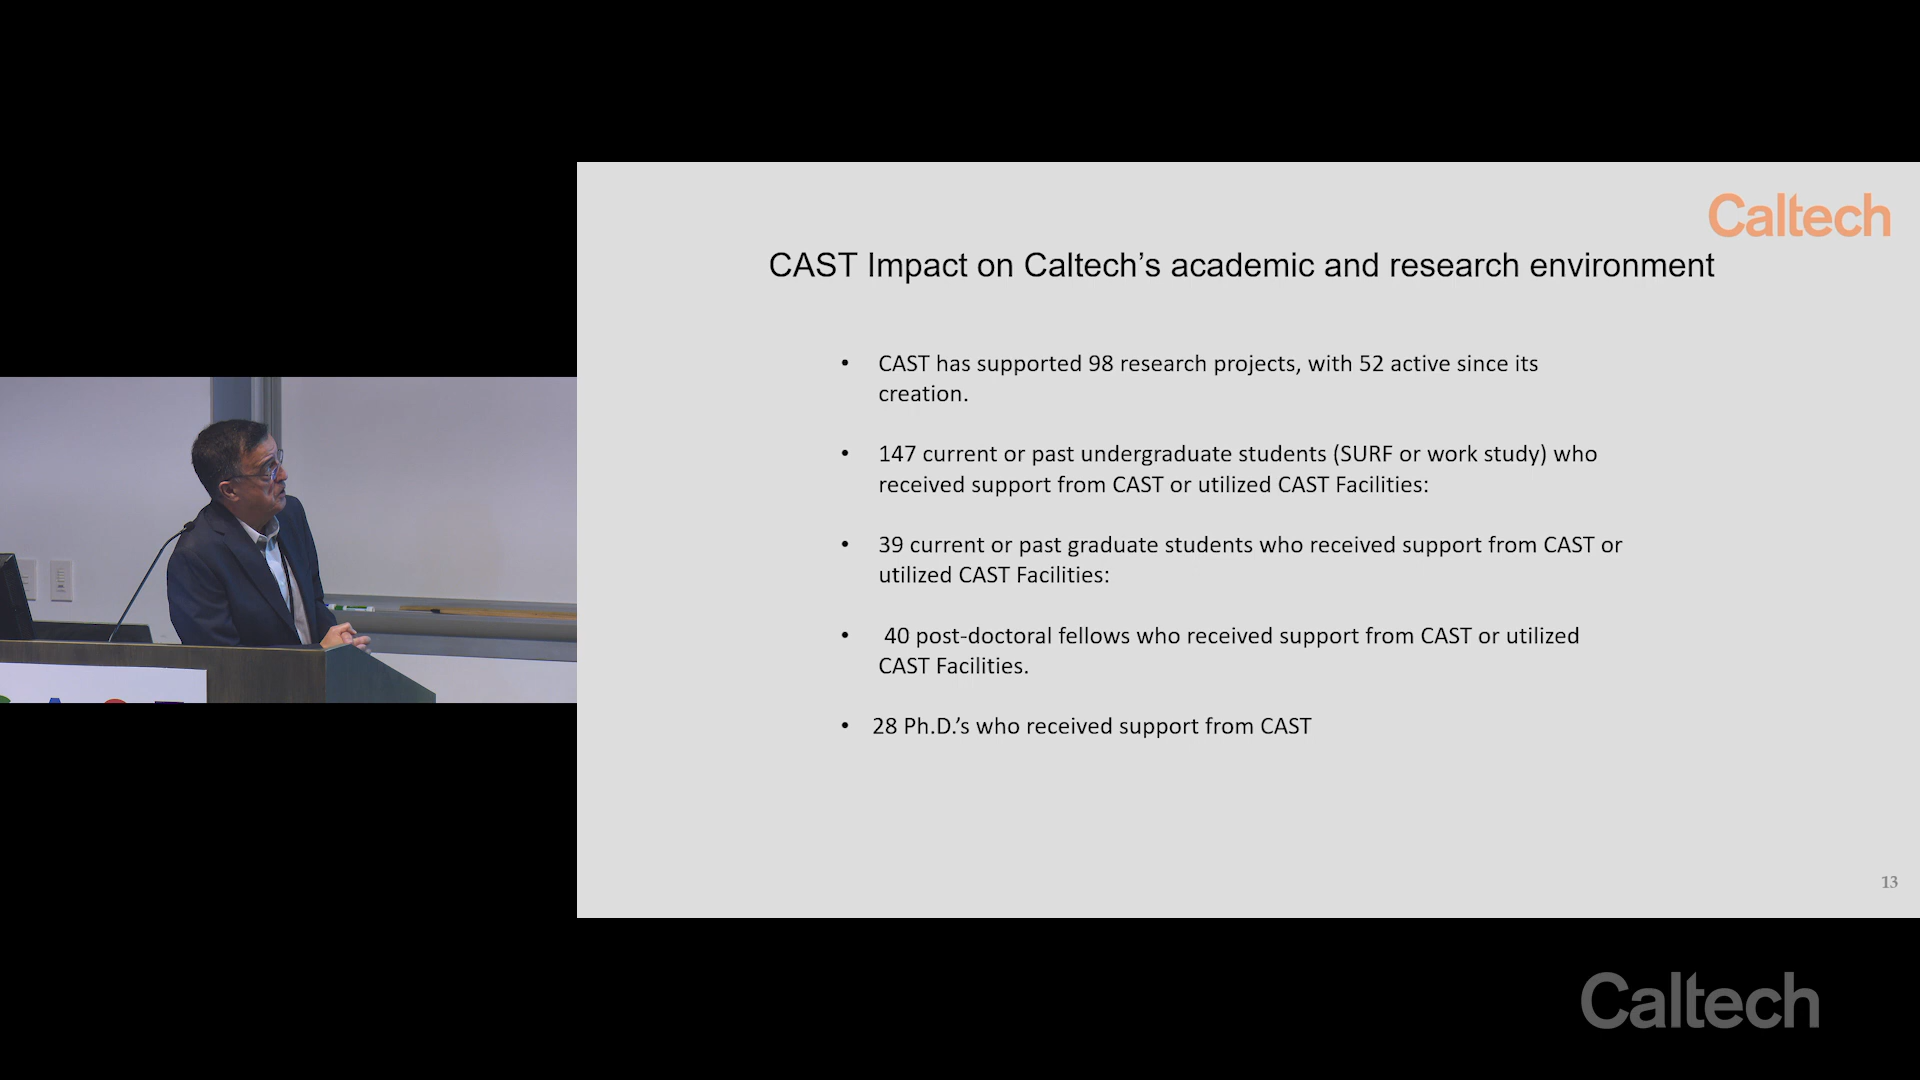 Caltech
CAST Impact on Caltech’s academic and research environment
• CAST has supported 98 research projects, with 52 active since its
creation.
• 147 current or past undergraduate students (SURF or work study) who
received support from CAST or utilized CAST Facilities:
• 39 current or past graduate students who received support from CAST or
utilized CAST Facilities:
• 40 post-doctoral fellows who received support from CAST or utilized
CAST Facilities.
• 28 Ph.D.’s who received support from CAST
13
Caltech